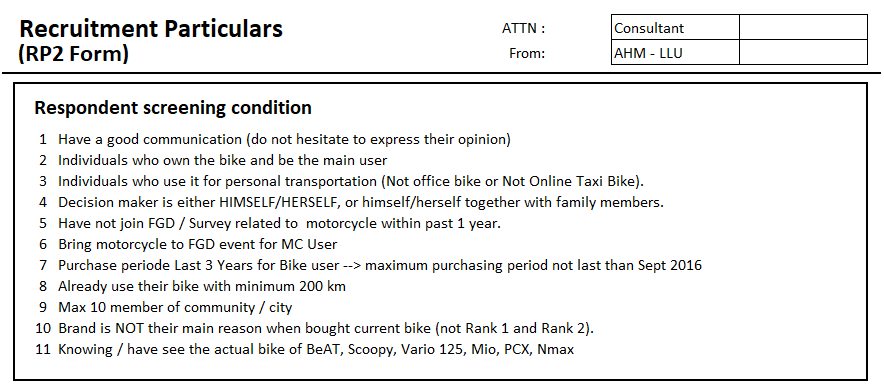 Recruitment Particulars
(RP2 Form)
ATTN :
Consultant
From:
AHM - LLU
Respondent screening condition
1 Have a good communication (do not hesitate to express their opinion)
2 Individuals who own the bike and be the main user
3 Individuals who use it for personal transportation (Not office bike or Not Online Taxi Bike).
4 Decision maker is either HIMSELF/HERSELF, or himself/herself together with family members.
5 Have not join FGD / Survey related to motorcycle within past 1 year.
6 Bring motorcycle to FGD event for MC User
7 Purchase periode Last 3 Years for Bike user --> maximum purchasing period not last than Sept 2016
8 Already use their bike with minimum 200 km
9 Max 10 member of community / city
10 Brand is NOT their main reason when bought current bike (not Rank 1 and Rank 2).
11 Knowing / have see the actual bike of BeAT, Scoopy, Vario 125, Mio, PCX, Nmax